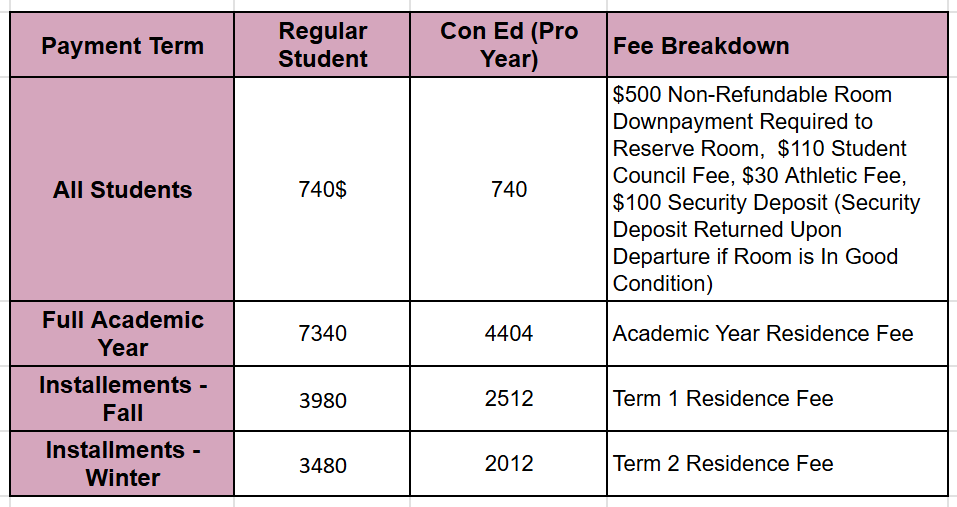 Payment Term
Regular
Student
Con Ed (Pro
Year)
Fee Breakdown
All Students
740$
740
$500 Non-Refundable Room
Downpayment Required to
Reserve Room,  $110 Student
Council Fee, $30 Athletic Fee,
$100 Security Deposit (Security
Deposit Returned Upon
Departure if Room is In Good
Condition)
Full Academic
Year
7340
4404
Academic Year Residence Fee
Installements -
Fall
3980
2512
Term 1 Residence Fee
Installments -
Winter
3480
2012
Term 2 Residence Fee